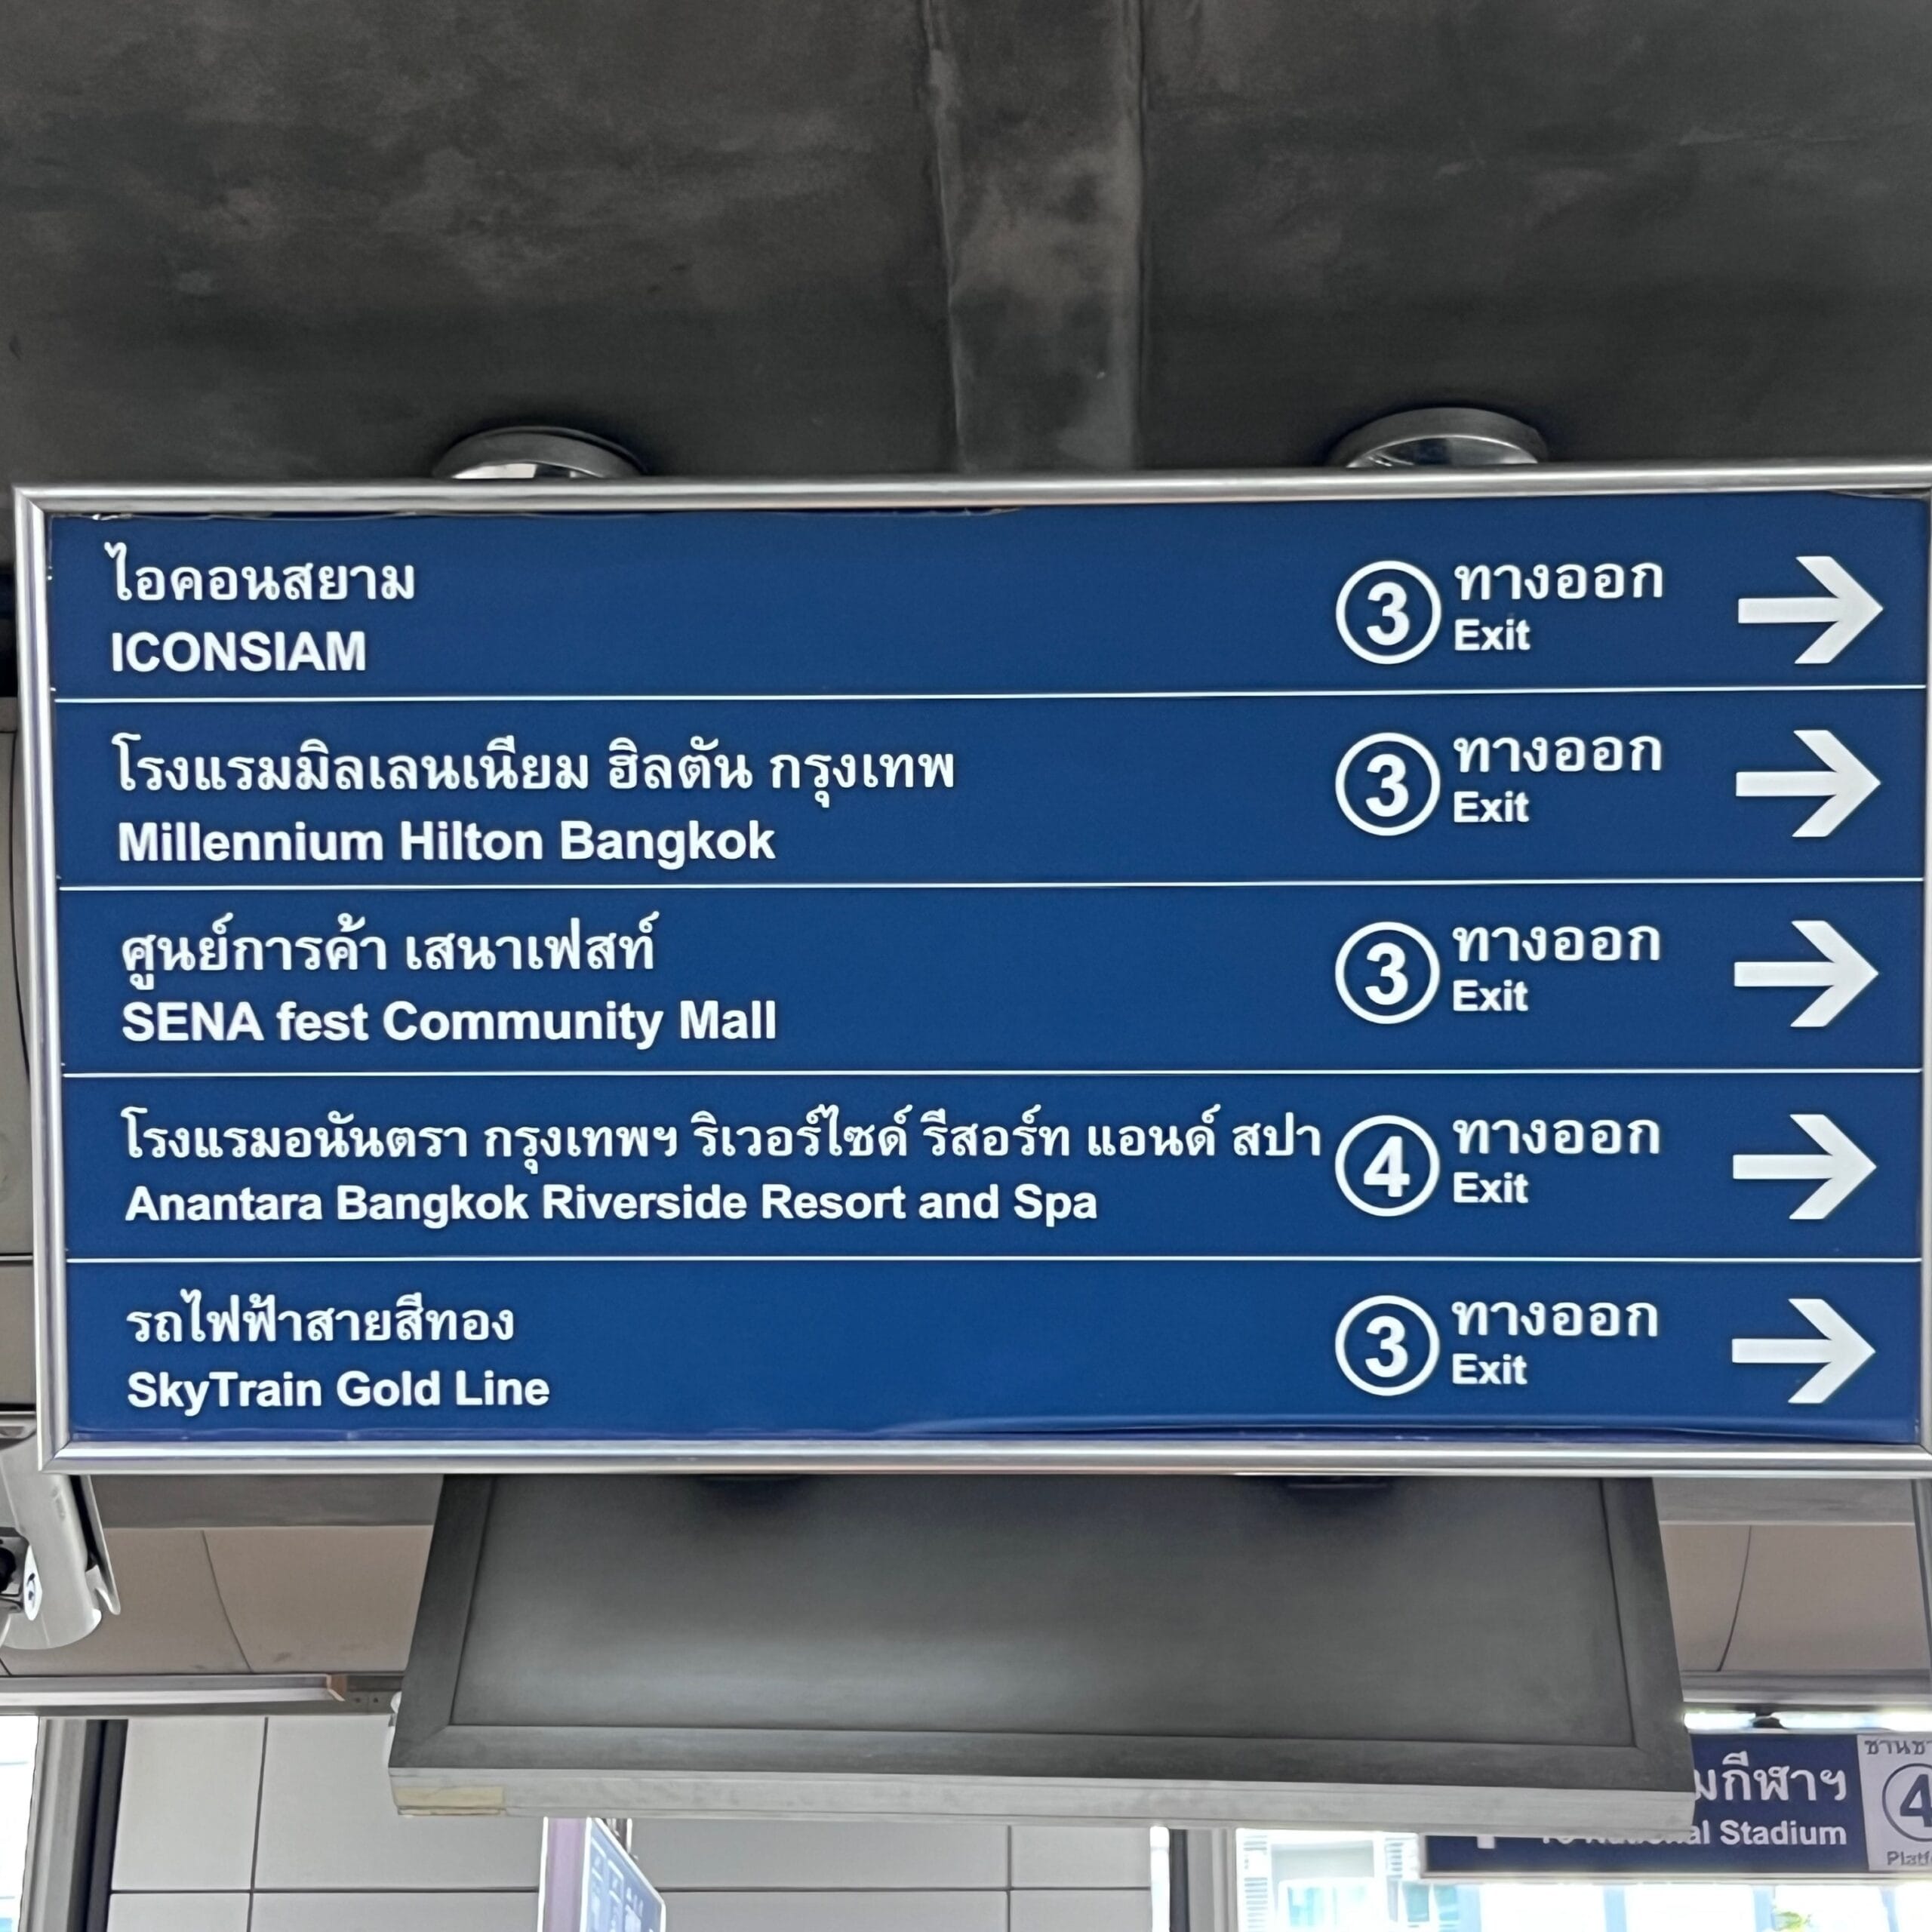 ไอคอนสยาม
ICONSIAM
3 ทางออก
Exit
โรงแรมมิลเลนเนียม ฮิลตัน กรุงเทพ
Millennium Hilton Bangkok
3 ทางออก
Exit
ศูนย์การค้า เสนาเฟสท์
SENA fest Community Mall
3 ทางออก
Exit
โรงแรมอนันตรา กรุงเทพฯ ริเวอร์ไซด์ รีสอร์ท แอนด์ สปา
Anantara Bangkok Riverside Resort and Spa
4 ทางออก
Exit
รถไฟฟ้าสายสีทอง
SkyTrain Gold Line
3 ทางออก
Exit
มกีฬาฯ
Stadium
4